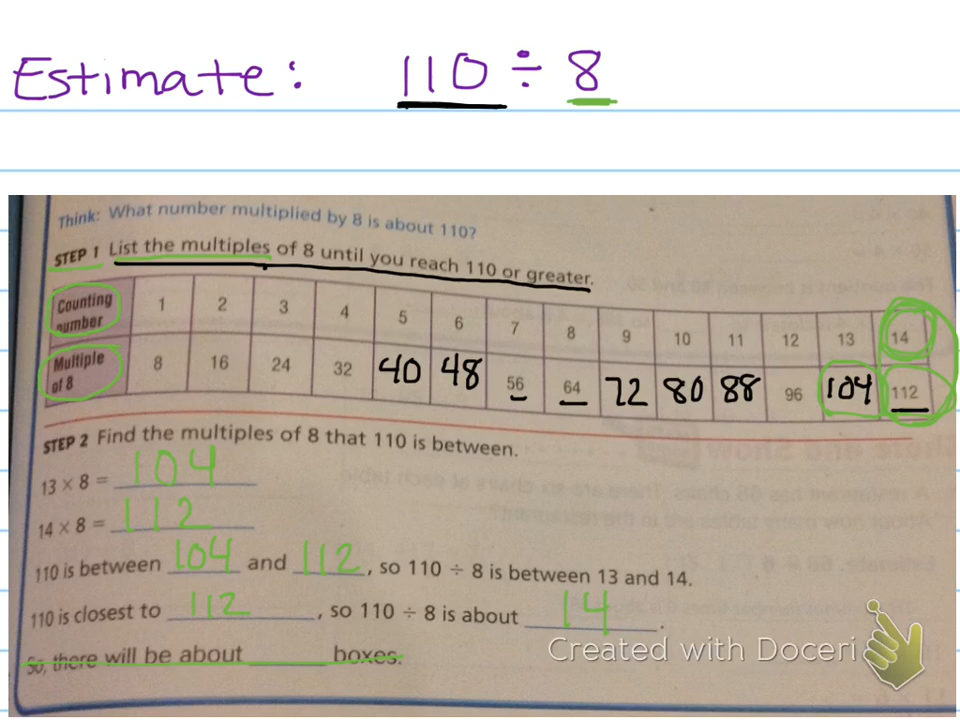 Estimate: 110 ÷ 8
Think: What number multiplied by 8 is about 110?
STEP 1 List the multiples of 8 until you reach 110 or greater.
Counting number 1 2 3 4 5 6 7 8 9 10 11 12 13 14
Multiple of 8 8 16 24 32 40 48 56 64 72 80 88 96 104 112
STEP 2 Find the multiples of 8 that 110 is between.
13 × 8 = 104
14 × 8 = 112
110 is between 104 and 112, so 110 ÷ 8 is between 13 and 14.
110 is closest to 112, so 110 ÷ 8 is about 14.
So, there will be about ______ boxes.
Created with Doceri